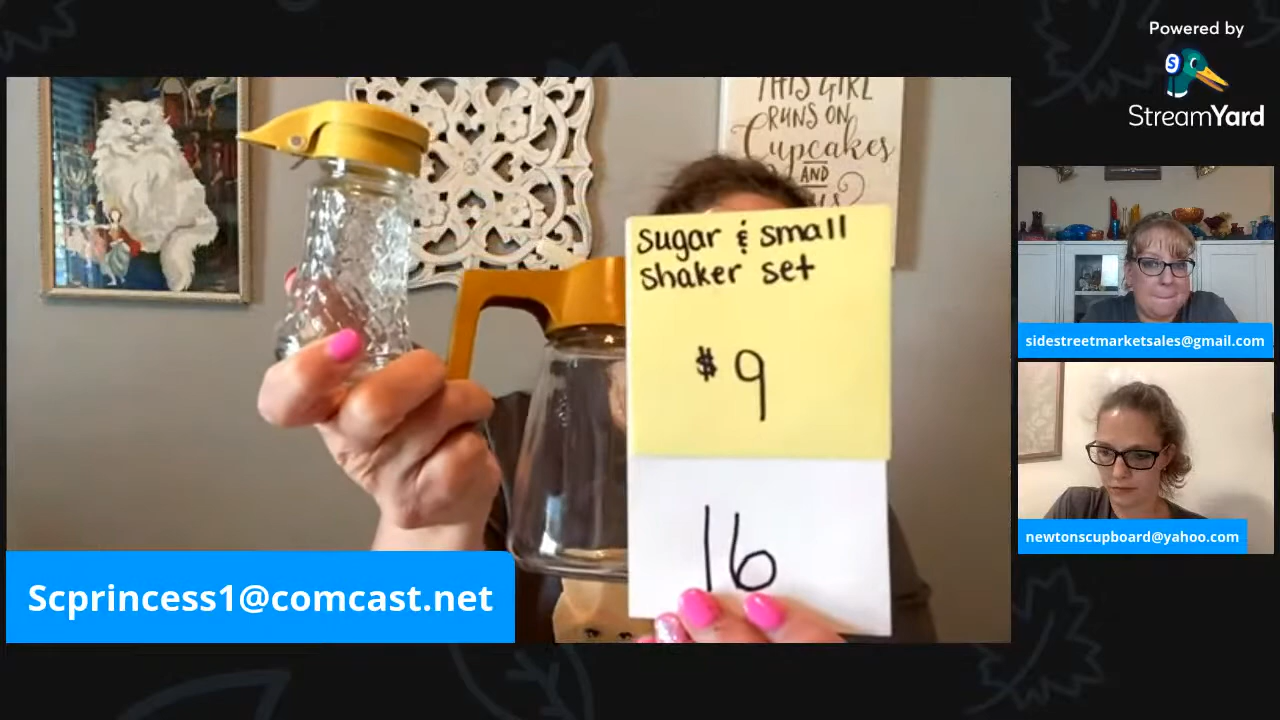 Powered by
StreamYard
THIS GIRL
RUNS ON
Cupcakes
AND
sugar & small
shaker set
$ 9
16
sidestreetmarketsales@gmail.com
newtonscupboard@yahoo.com
Scprincess1@comcast.net